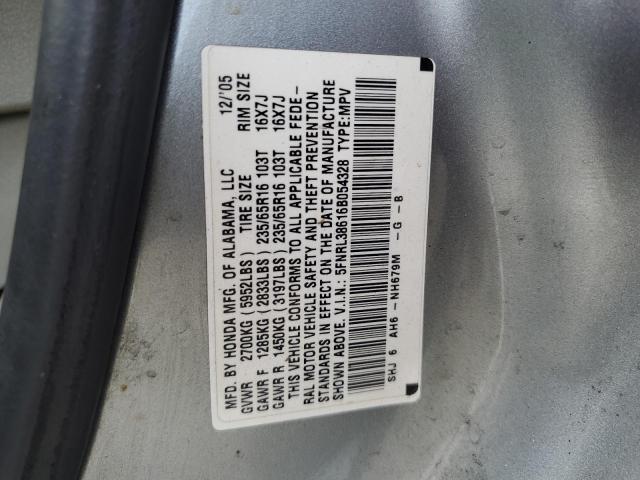 MFD. BY HONDA MFG. OF ALABAMA, LLC 12/'05
GVWR 2700KG (5952LBS) TIRE SIZE RIM SIZE
GAWR F 1285KG (2833LBS) 235/65R16 103T 16X7J
GAWR R 1450KG (3197LBS) 235/65R16 103T 16X7J
THIS VEHICLE CONFORMS TO ALL APPLICABLE FEDE-
RAL MOTOR VEHICLE SAFETY AND THEFT PREVENTION
STANDARDS IN EFFECT ON THE DATE OF MANUFACTURE
SHOWN ABOVE. V.I.N.: 5FNRL38616B054328 TYPE:MPV
SHJ 6 AH6 -NH679M -G -B